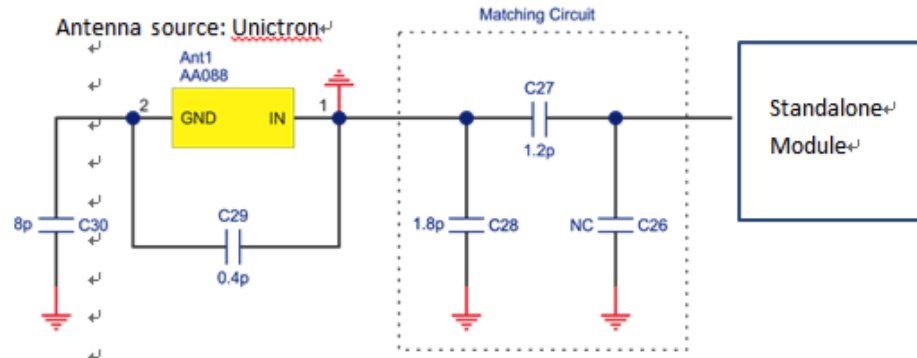 Matching Circuit
Antenna source: Unictron↵
Ant1
AA088
2
GND
IN
1
C27
1.2p
Standalone↵
Module↵
8p
C30
C29
0.4p
1.8p
C28
NC
C26